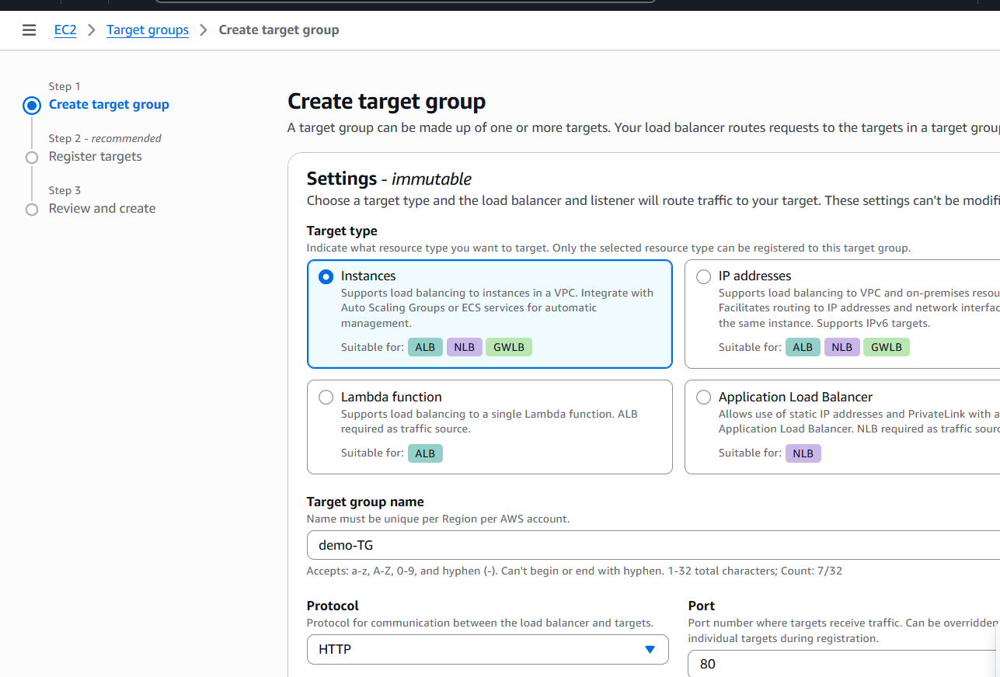 EC2 > Target groups > Create target group
Step 1
Create target group
Step 2 - recommended
Register targets
Step 3
Review and create
Create target group
A target group can be made up of one or more targets. Your load balancer routes requests to the targets in a target
Settings - immutable
Choose a target type and the load balancer and listener will route traffic to your target. These settings can't be
Target type
Indicate what resource type you want to target. Only the selected resource type can be registered to this target group.
Instances
Supports load balancing to instances in a VPC. Integrate with
Auto Scaling Groups or ECS services for automatic
management.
Suitable for: ALB NLB GWLB
IP addresses
Supports load balancing to VPC and on-premises
Facilitates routing to IP addresses and network
the same instance. Supports IPv6 targets.
Suitable for: ALB NLB GWLB
Lambda function
Supports load balancing to a single Lambda function. ALB
required as traffic source.
Suitable for: ALB
Application Load Balancer
Allows use of static IP addresses and PrivateLink with
Application Load Balancer. NLB required as traffic
Suitable for: NLB
Target group name
Name must be unique per Region per AWS account.
demo-TG
Accepts: a-z, A-Z, 0-9, and hyphen (-). Can't begin or end with hyphen. 1-32 total characters; Count: 7/32
Protocol
Protocol for communication between the load balancer and targets.
HTTP
Port
Port number where targets receive traffic. Can be overridden
individual targets during registration.
80